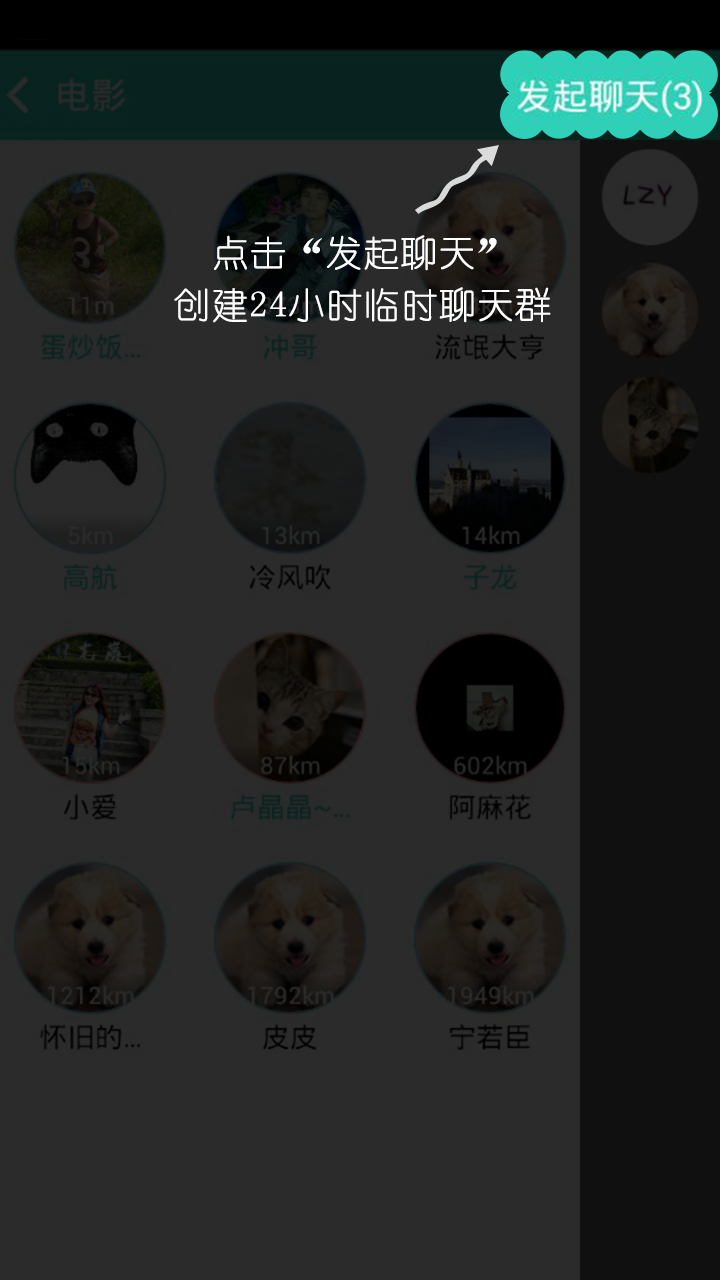 电影
发起聊天(3)
LZY
点击“发起聊天”
创建24小时临时聊天群
11m
蛋炒饭...
冲哥
流氓大亨
5km
13km
14km
高航
冷风吹
子龙
15km
87km
602km
小爱
卢晶晶~...
阿麻花
1212km
1792km
1949km
怀旧的...
皮皮
宁若臣